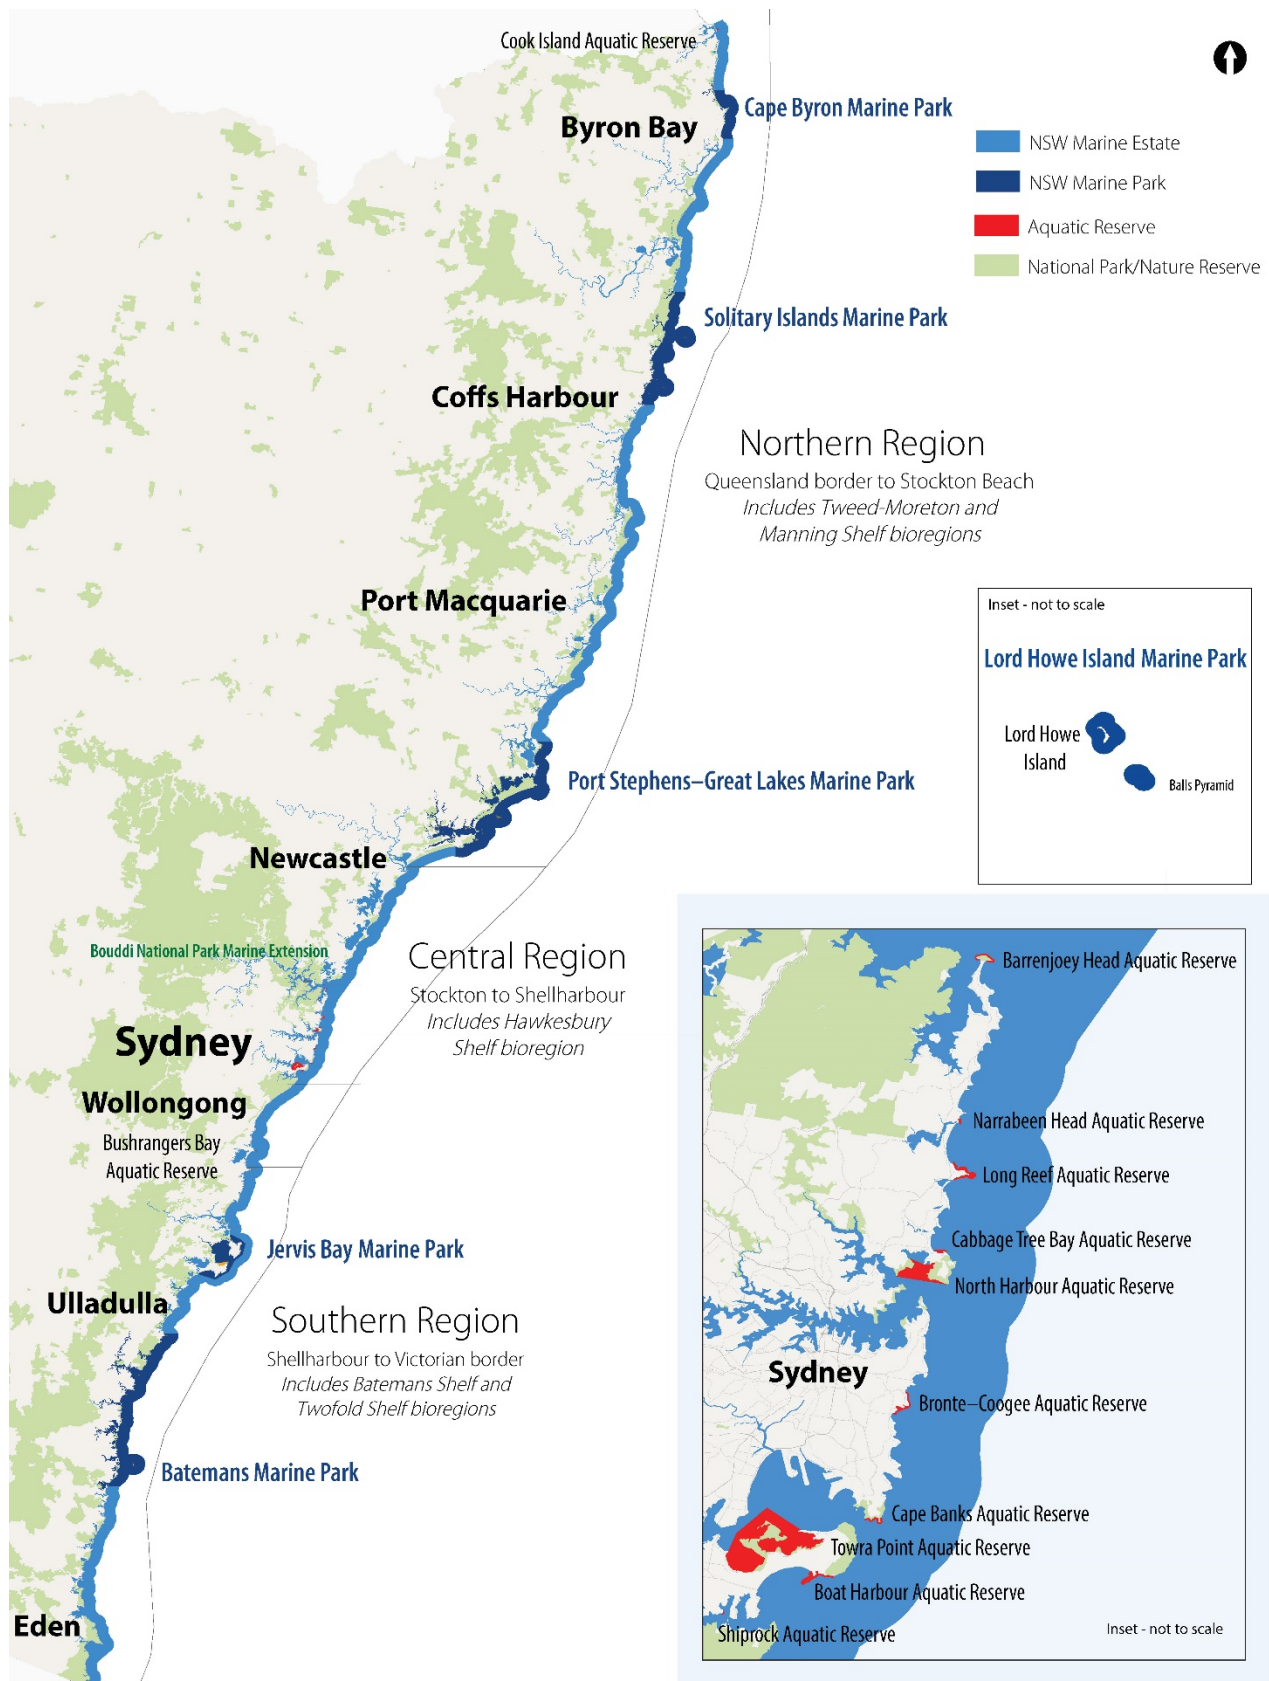 Cook Island Aquatic Reserve
Cape Byron Marine Park
Byron Bay
NSW Marine Estate
NSW Marine Park
Aquatic Reserve
National Park/Nature Reserve
Solitary Islands Marine Park
Coffs Harbour
Northern Region
Queensland border to Stockton Beach
Includes Tweed-Moreton and
Manning Shelf bioregions
Port Macquarie
Inset - not to scale
Lord Howe Island Marine Park
Lord Howe
Island
Balls Pyramid
Port Stephens–Great Lakes Marine Park
Newcastle
Bouddi National Park Marine Extension
Central Region
Stockton to Shellharbour
Includes Hawkesbury
Shelf bioregion
Sydney
Wollongong
Bushrangers Bay
Aquatic Reserve
Jervis Bay Marine Park
Ulladulla
Southern Region
Shellharbour to Victorian border
Includes Batemans Shelf and
Twofold Shelf bioregions
Batemans Marine Park
Eden
Barrenjoey Head Aquatic Reserve
Narrabeen Head Aquatic Reserve
Long Reef Aquatic Reserve
Cabbage Tree Bay Aquatic Reserve
North Harbour Aquatic Reserve
Sydney
Bronte–Coogee Aquatic Reserve
Cape Banks Aquatic Reserve
Towra Point Aquatic Reserve
Boat Harbour Aquatic Reserve
Shiprock Aquatic Reserve
Inset - not to scale